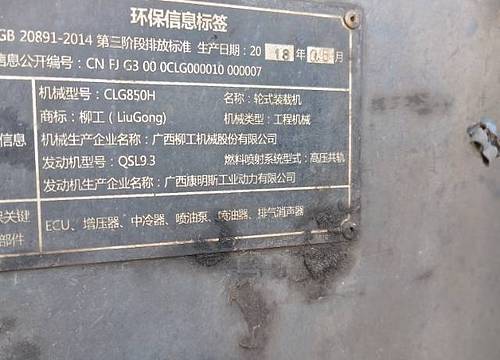 环保信息标签
GB 20891-2014 第三阶段排放标准 生产日期：2018年05月
信息公开编号：CN FJ G3 00 0CLG000010 000007
机械型号：CLG850H 名称：轮式装载机
商标：柳工（LiuGong） 机械类型：工程机械
信息 机械生产企业名称：广西柳工机械股份有限公司
发动机型号：QSL9.3 燃料喷射系统型式：高压共轨
发动机生产企业名称：广西康明斯工业动力有限公司
关键 ECU、增压器、中冷器、喷油泵、喷油器、排气消声器
部件